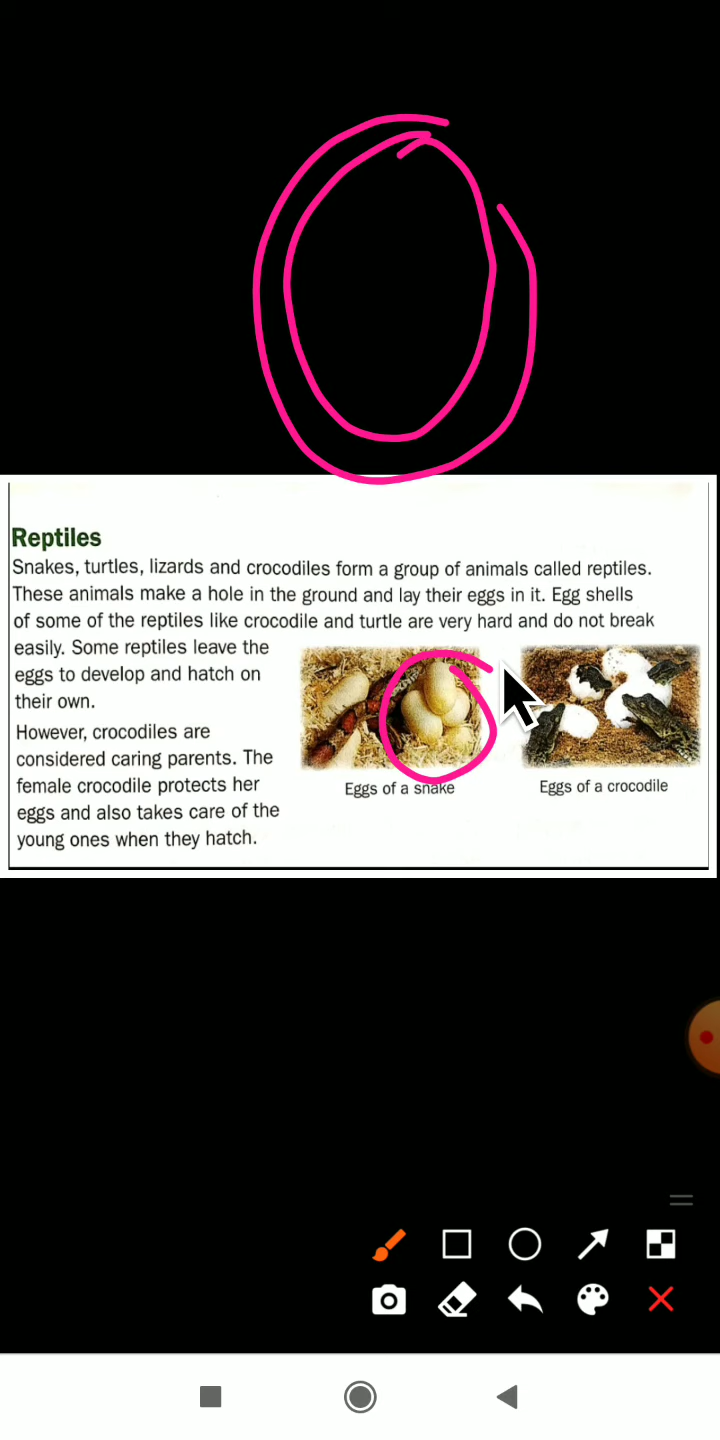 Reptiles
Snakes, turtles, lizards and crocodiles form a group of animals called reptiles.
These animals make a hole in the ground and lay their eggs in it. Egg shells
of some of the reptiles like crocodile and turtle are very hard and do not break
easily. Some reptiles leave the
eggs to develop and hatch on
their own.
However, crocodiles are
considered caring parents. The
female crocodile protects her
eggs and also takes care of the
young ones when they hatch.
Eggs of a snake
Eggs of a crocodile